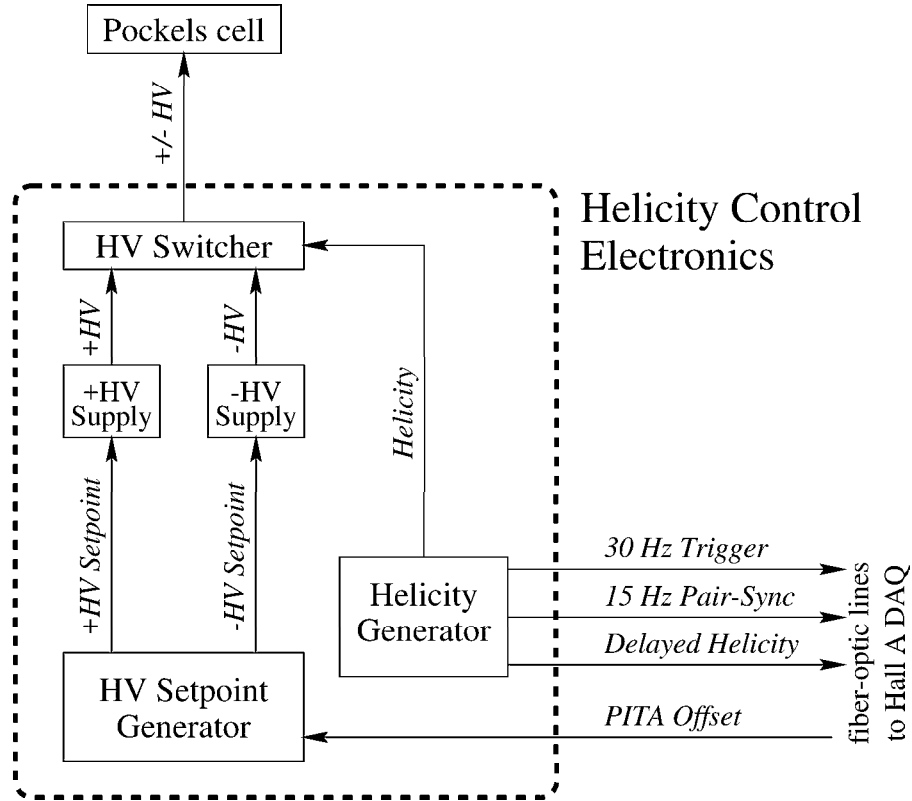 Pockels cell
+/- HV
Helicity Control
Electronics
HV Switcher
+HV
-HV
+HV
Supply
-HV
Supply
Helicity
+HV Setpoint
-HV Setpoint
Helicity
Generator
30 Hz Trigger
15 Hz Pair-Sync
Delayed Helicity
PITA Offset
fiber-optic lines
to Hall A DAQ
HV Setpoint
Generator